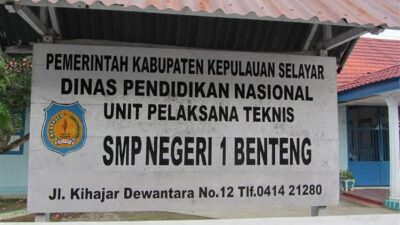 PEMERINTAH KABUPATEN KEPULAUAN SELAYAR
DINAS PENDIDIKAN NASIONAL
UNIT PELAKSANA TEKNIS
SMP NEGERI 1 BENTENG
Jl. Kihajar Dewantara No.12 Tlf.0414 21280